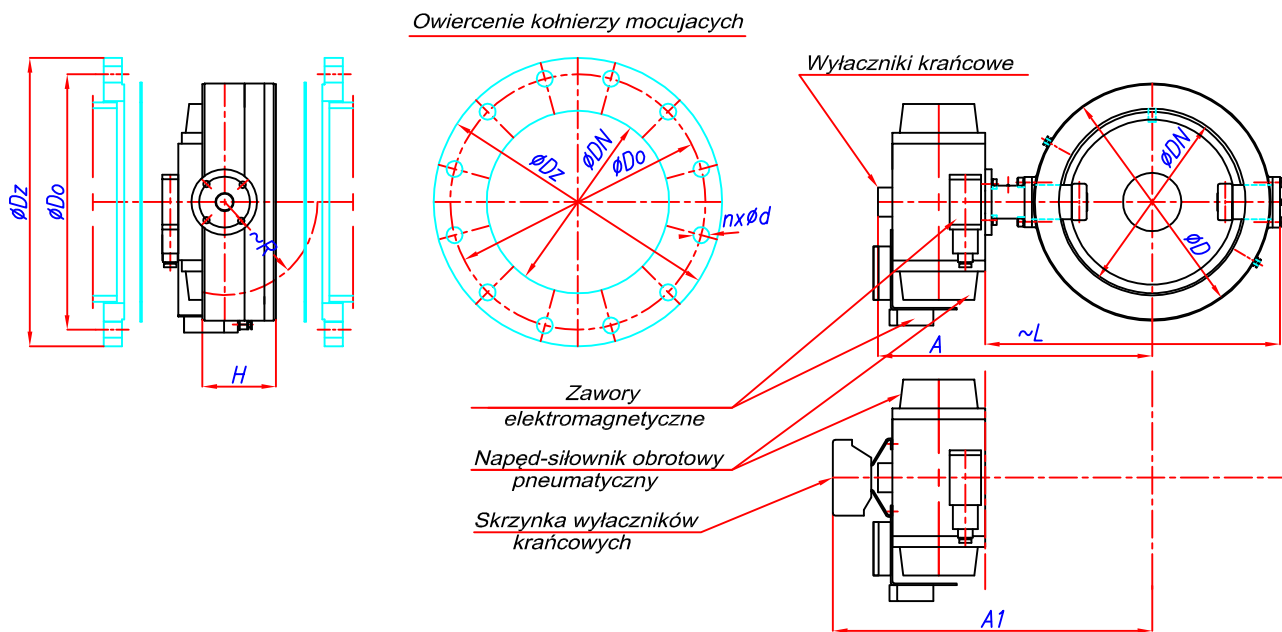 Owiercenie kołnierzy mocujacych
Wyłaczniki krańcowe
øDz
øDo
~R
H
øDz
øDN
øDo
nxød
øDN
øD
A
~L
Zawory
elektromagnetyczne
Napęd-siłownik obrotowy
pneumatyczny
Skrzynka wyłaczników
krańcowych
A1